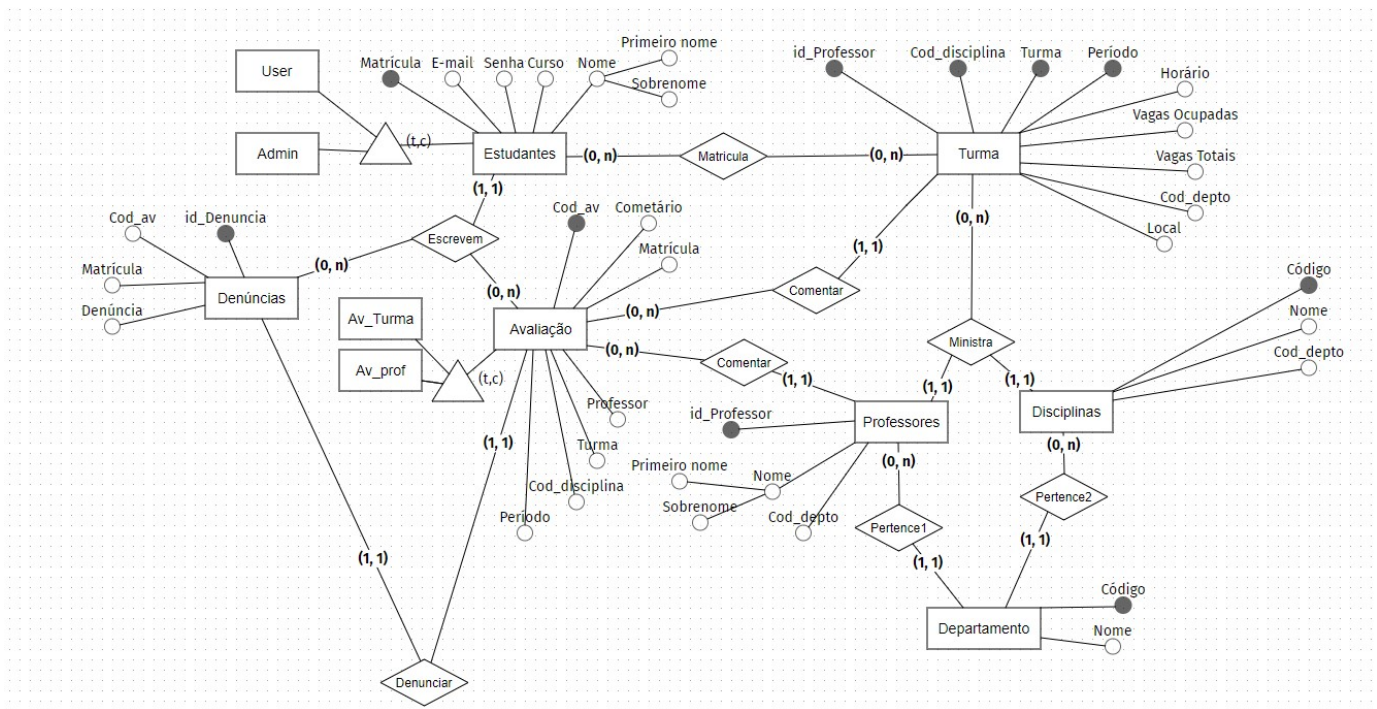 Primeiro nome
User
Matrícula
E-mail
Senha
Curso
Nome
Sobrenome
id_Professor
Cod_disciplina
Turma
Período
Horário
Vagas Ocupadas
Admin
(t,c)
Estudantes
(0, n)
Matricula
(0, n)
Turma
Vagas Totais
Cod_depto
Local
(1, 1)
Cod_av
id_Denuncia
Escrevem
Cod_av
Cometário
(0, n)
Matrícula
(1, 1)
(0, n)
Matrícula
Denúncias
Denúncia
(0, n)
Comentar
(0, n)
Código
Av_Turma
Avaliação
Nome
Av_prof
(t,c)
(0, n)
Comentar
(1, 1)
Ministra
(1, 1)
(1, 1)
Cod_depto
Professor
id_Professor
Professores
Disciplinas
(1, 1)
Turma
(0, n)
(0, n)
Primeiro nome
Nome
Cod_disciplina
Sobrenome
Cod_depto
Período
Pertence1
Pertence2
(1, 1)
(1, 1)
(1, 1)
Código
Departamento
Nome
Denunciar